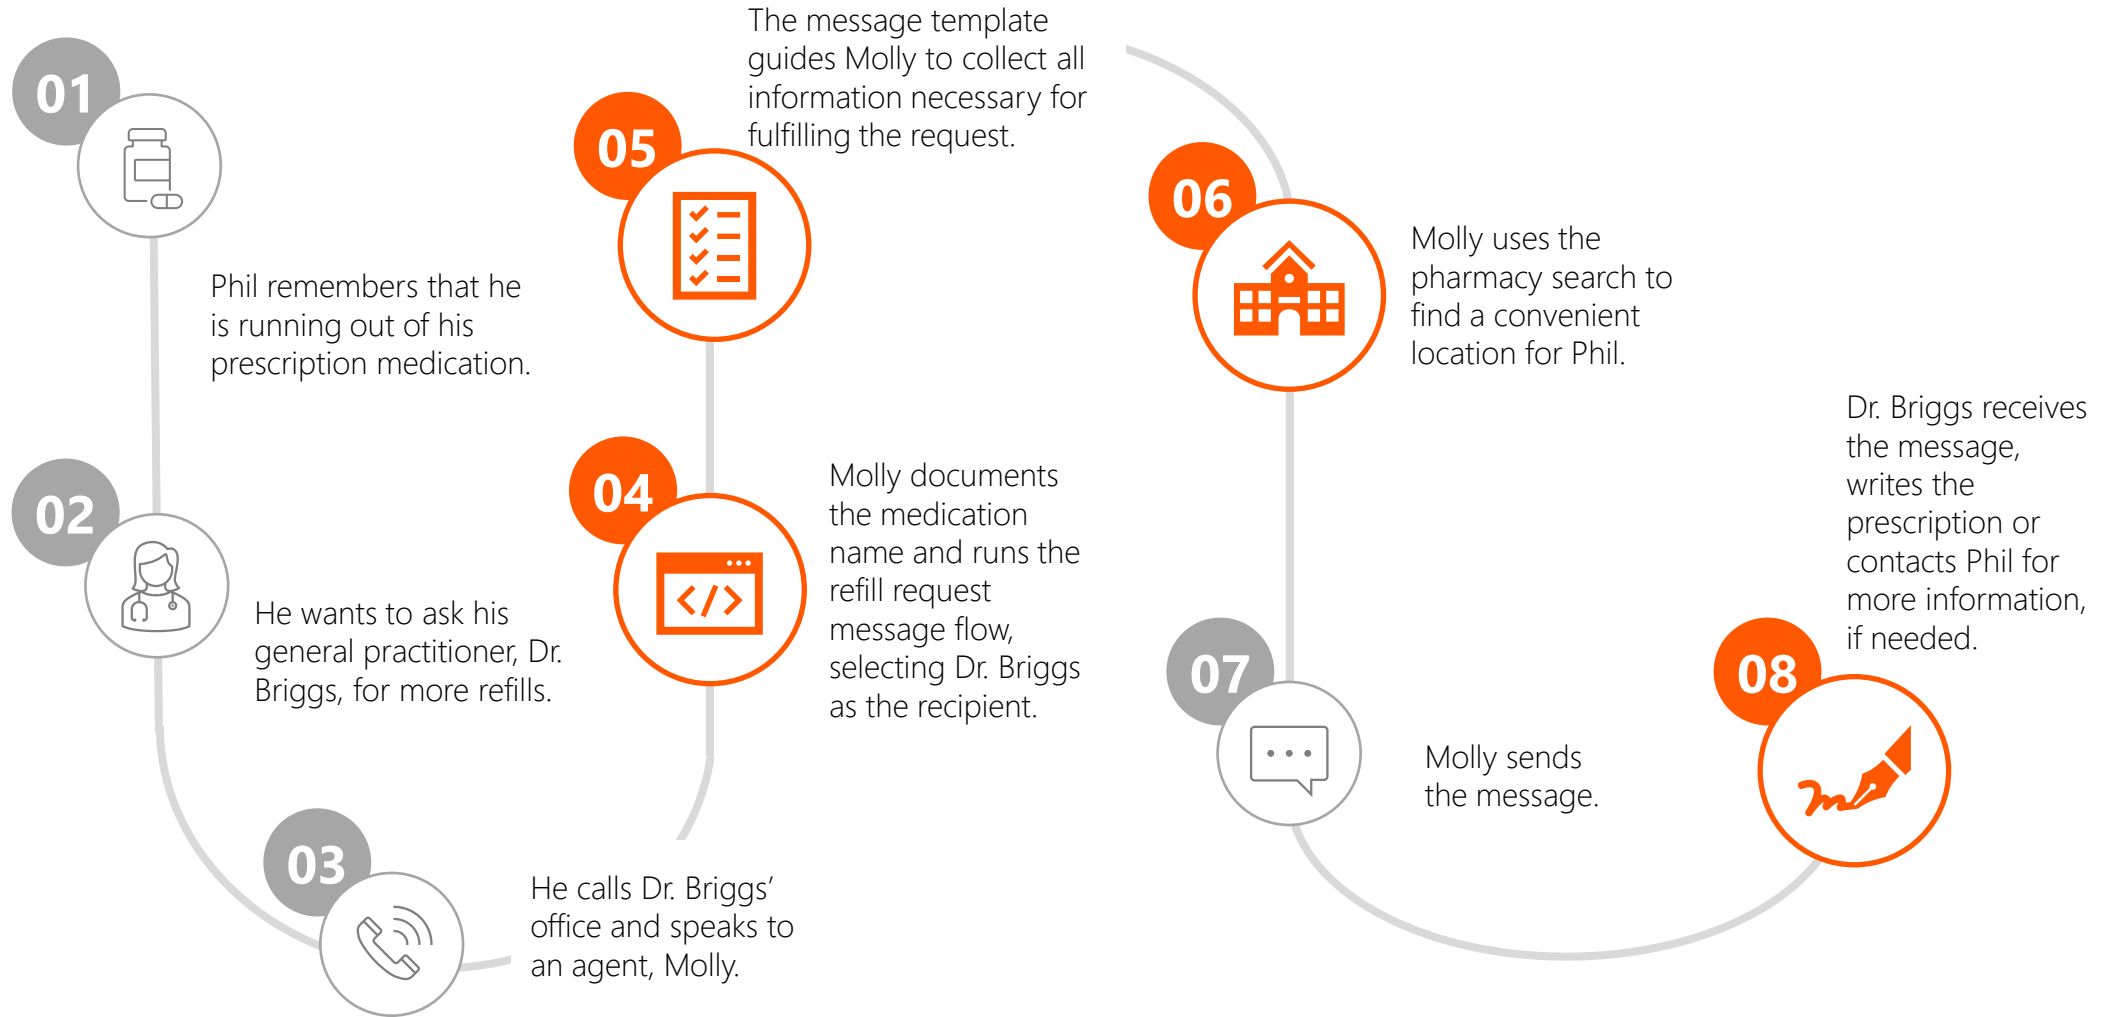 01
Phil remembers that he
is running out of his
prescription medication.
02
He wants to ask his
general practitioner, Dr.
Briggs, for more refills.
03
He calls Dr. Briggs’
office and speaks to
an agent, Molly.
04
Molly documents
the medication
name and runs the
refill request
message flow,
selecting Dr. Briggs
as the recipient.
05
The message template
guides Molly to collect all
information necessary for
fulfilling the request.
06
Molly uses the
pharmacy search to
find a convenient
location for Phil.
07
Molly sends
the message.
08
Dr. Briggs receives
the message,
writes the
prescription or
contacts Phil for
more information,
if needed.